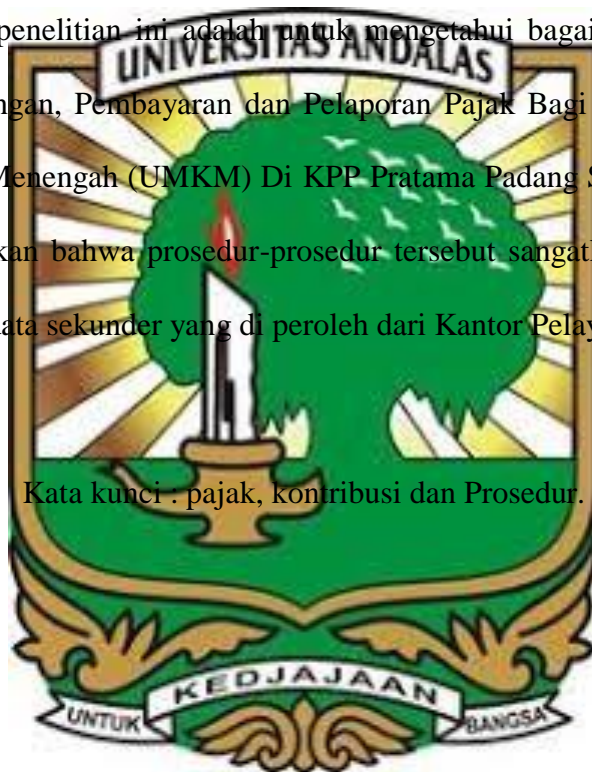 penelitian ini adalah untuk mengetahui bagai
UNIVERSITAS ANDALAS
ngan, Pembayaran dan Pelaporan Pajak Bagi
Menengah (UMKM) Di KPP Pratama Padang S
kan bahwa prosedur-prosedur tersebut sangatl
data sekunder yang di peroleh dari Kantor Pelay
Kata kunci : pajak, kontribusi dan Prosedur.
KEDJAJAAN
UNTUK BANGSA